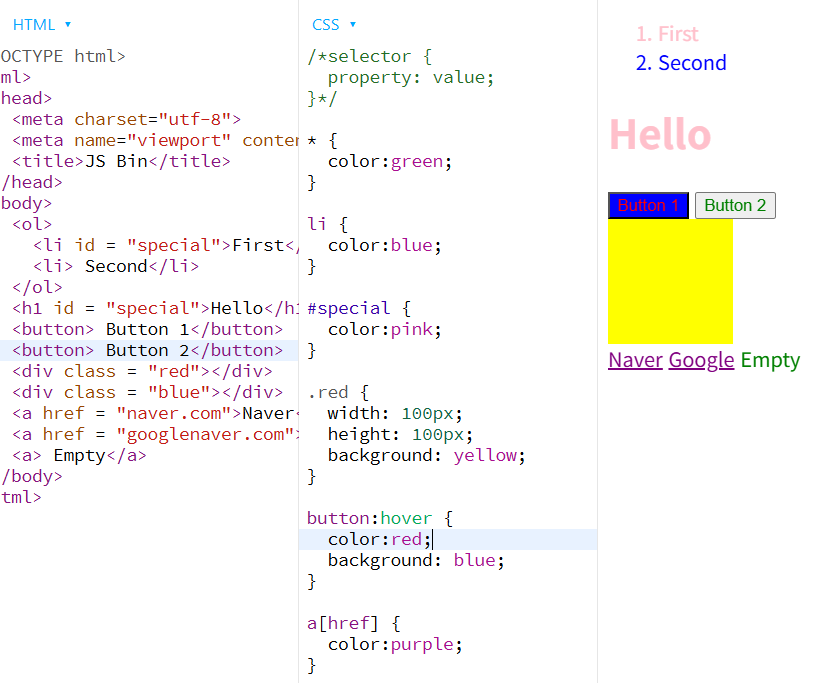 HTML ▾
OCTYPE html>
ml>
head>
<meta charset="utf-8">
<meta name="viewport" conter
<title>JS Bin</title>
/head>
body>
<ol>
<li id = "special">First</
<li> Second</li>
</ol>
<h1 id = "special">Hello</h1
<button> Button 1</button>
<button> Button 2</button>
<div class = "red"></div>
<div class = "blue"></div>
<a href = "naver.com">Naver<
<a href = "googlenaver.com">
<a> Empty</a>
/body>
tml>
CSS ▾
/*selector {
property: value;
}*/
* {
color:green;
}
li {
color:blue;
}
#special {
color:pink;
}
.red {
width: 100px;
height: 100px;
background: yellow;
}
button:hover {
color:red;
background: blue;
}
a[href] {
color:purple;
}
1. First
2. Second
Hello
Button 1 Button 2
Naver Google Empty